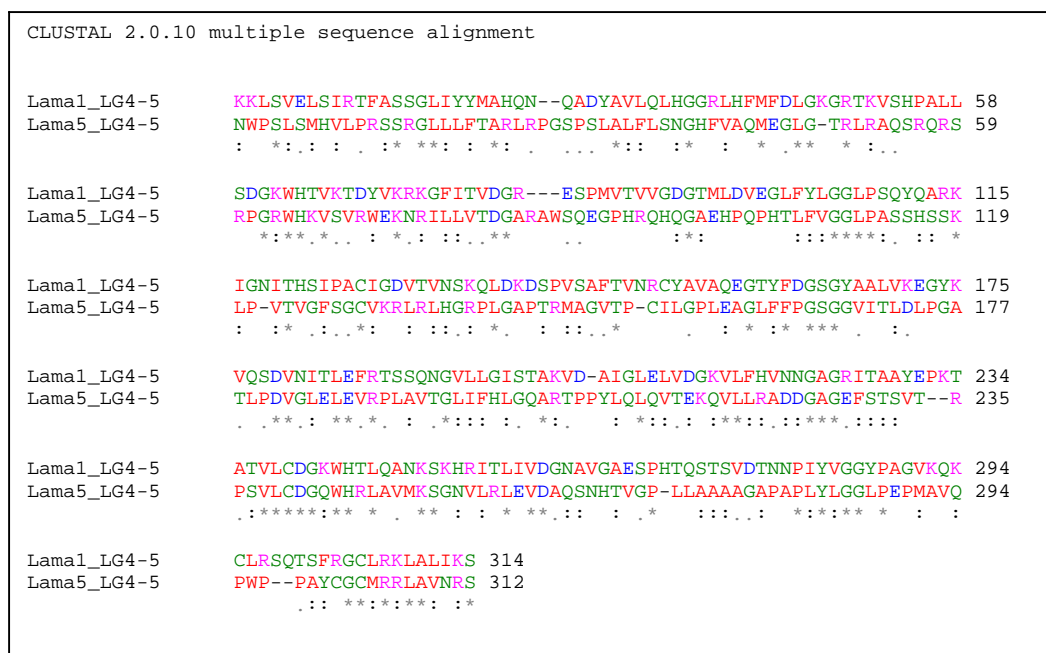 CLUSTAL 2.0.10 multiple sequence alignment
Lama1_LG4-5 KKLSVELSIRTFASSGLIYYMAHQN--QADYAVLQLHGGRLHFMFDLGKGRTKVSHPALL 58
Lama5_LG4-5 NWPSLSMHVLPRSSRGLLLFTARLRPGSPSLALFLSNGHFVAQMEGLG-TRLRAQSRQRS 59
: *:.: : . :* **: * *: . ... *:: :* : * .** * :..
Lama1_LG4-5 SDGKWHTVKTDYVKRKGFITVDGR---ESPMVTVVGDGTMLDVEGLFYLGGLPSQYQARK 115
Lama5_LG4-5 RPGRWHKVSVRWEKNRILLVTDGARAWSQEGPHRQHQGAEHPQPHTLFVGGLPASSHSSK 119
*:**.*.. : *.: ::..** .. :*: :::****:. :: *
Lama1_LG4-5 IGNITHSIPACIGDVTVNSKQLDKDSPVSAFTVNRCYAVAQEGTYFDGSGYAALVKEGYK 175
Lama5_LG4-5 LP-VTVGFSGCVKRLRLHGRPLGAPTRMAGVTP-CILGPLEAGLFFPGSGGVITLDLPGA 177
: :* .:..*: : ::.: *. : ::..* . : * :* *** . :.
Lama1_LG4-5 VQSDVNITLEFRTSSQNGVLLGISTAKVD-AIGLELVDGKVLFHVNNGAGRITAAYEPKT 234
Lama5_LG4-5 TLPDVGLELEVRPLAVTGLIFHLGQARTPPYLQLQVTEKQVLLRADDGAGEFSTSVT--R 235
. .**.: **.*. : .*::: :. *:. : *::.: :**::.::***.::::
Lama1_LG4-5 ATVLCDGKWHTLQANKSKHRITLIVDGNAVGAESPHTQSTSVDTNNPIYVGGYPAGVKQK 294
Lama5_LG4-5 PSVLCDGQWHRLAVMKSGNVLRLEVDAQSNHTVGP-LLAAAAGAPAPLYLGGLPEPMAVQ 294
.:*****:** * . ** : : * **.:: : .* :::..: *:*:** * : :
Lama1_LG4-5 CLRSQTSFRGCLRKLALIKS 314
Lama5_LG4-5 PWP--PAYCGCMRRLAVNRS 312
.:: **:*:**: :*